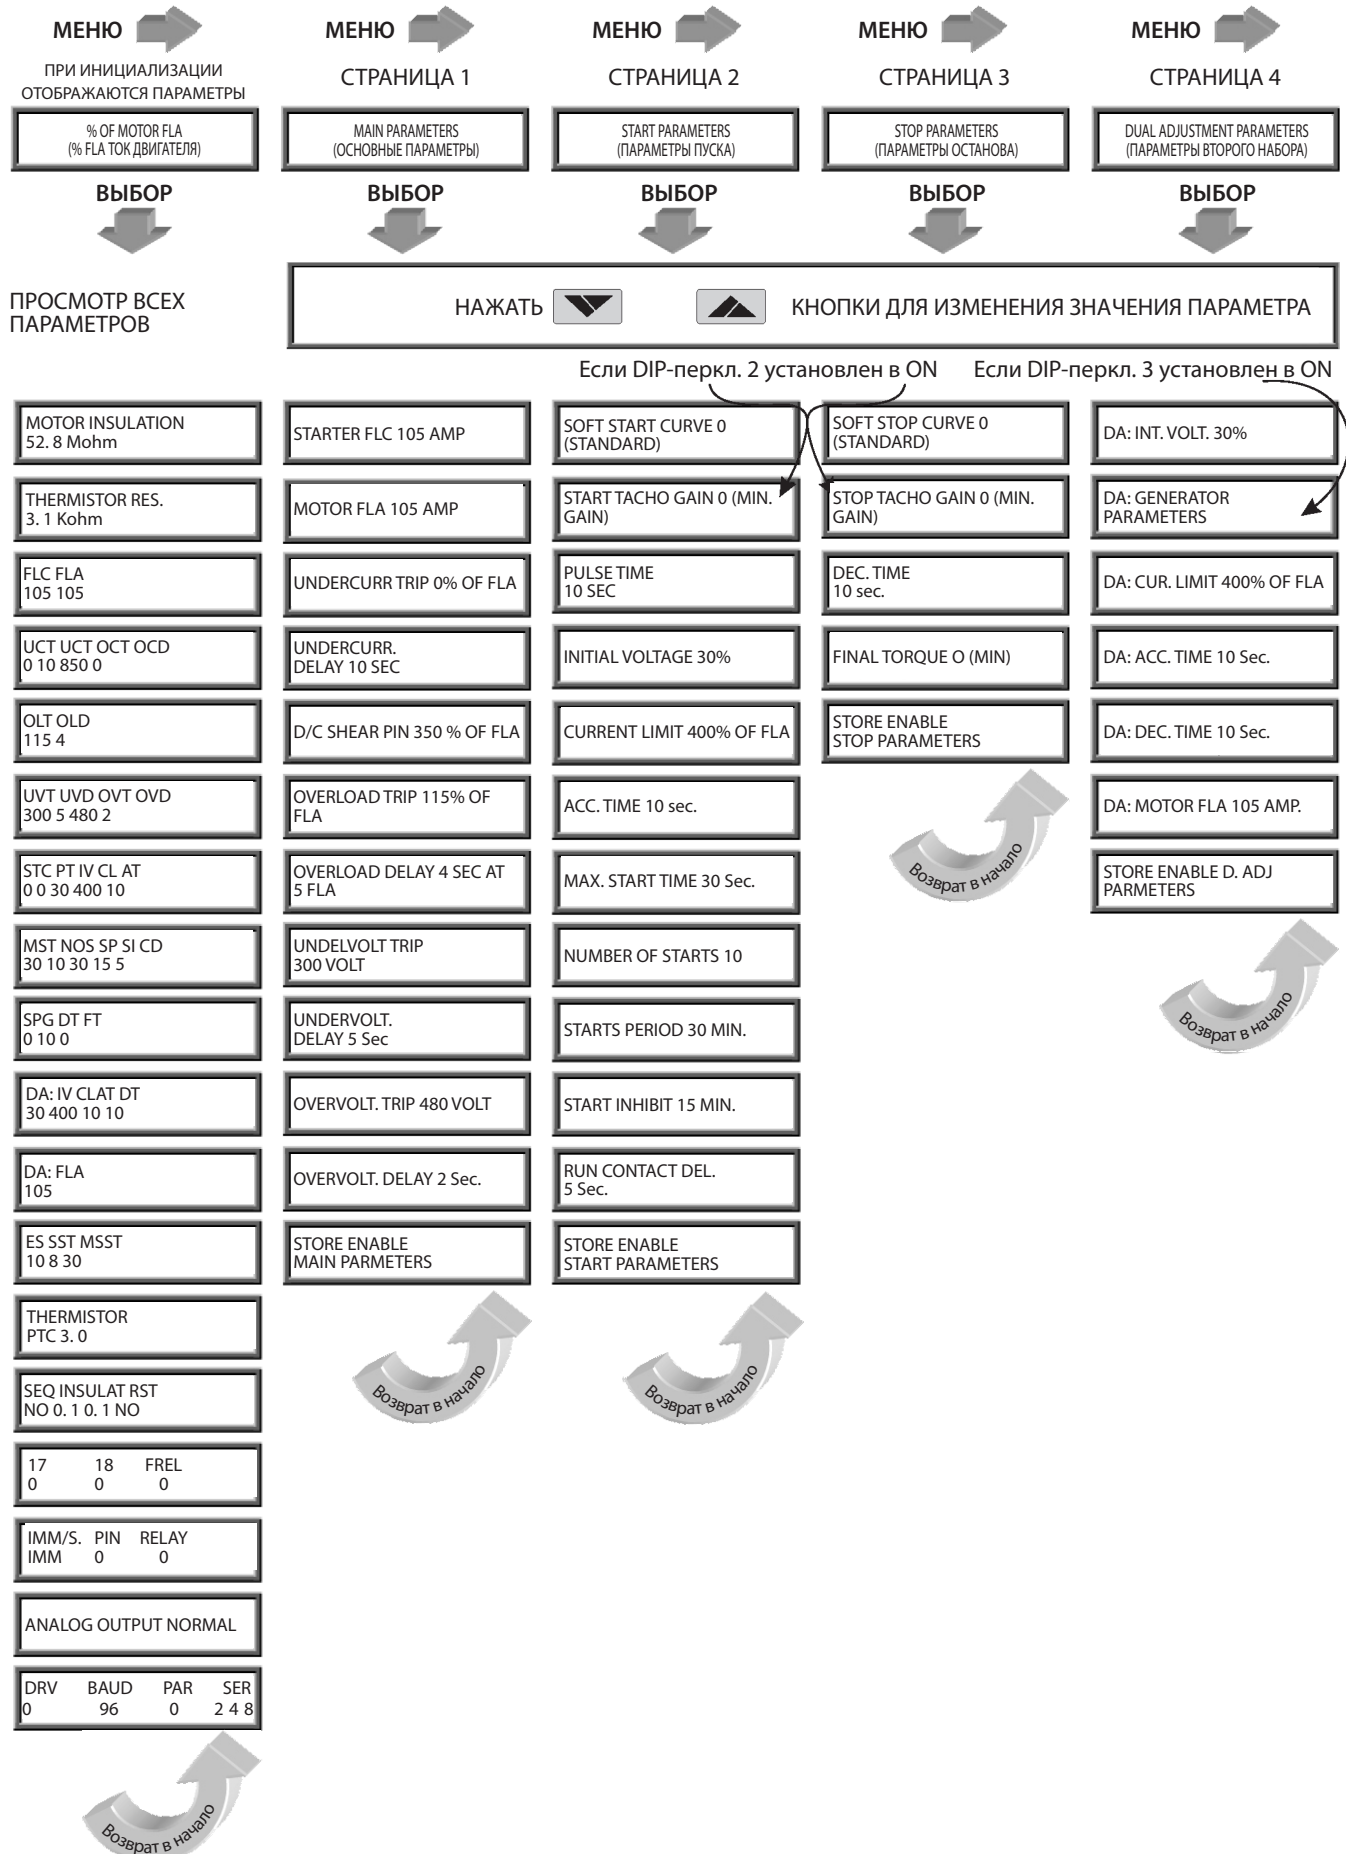 МЕНЮ
ПРИ ИНИЦИАЛИЗАЦИИ
ОТОБРАЖАЮТСЯ ПАРАМЕТРЫ
% OF MOTOR FLA
(% FLA ТОК ДВИГАТЕЛЯ)
ВЫБОР
ПРОСМОТР ВСЕХ
ПАРАМЕТРОВ
МЕНЮ
СТРАНИЦА 1
MAIN PARAMETERS
(ОСНОВНЫЕ ПАРАМЕТРЫ)
ВЫБОР
МЕНЮ
СТРАНИЦА 2
START PARAMETERS
(ПАРАМЕТРЫ ПУСКА)
ВЫБОР
МЕНЮ
СТРАНИЦА 3
STOP PARAMETERS
(ПАРАМЕТРЫ ОСТАНОВА)
ВЫБОР
МЕНЮ
СТРАНИЦА 4
DUAL ADJUSTMENT PARAMETERS
(ПАРАМЕТРЫ ВТОРОГО НАБОРА)
ВЫБОР
НАЖАТЬ КНОПКИ ДЛЯ ИЗМЕНЕНИЯ ЗНАЧЕНИЯ ПАРАМЕТРА
Если DIP-перкл. 2 установлен в ON
Если DIP-перкл. 3 установлен в ON
MOTOR INSULATION
52. 8 Mohm
THERMISTOR RES.
3. 1 Kohm
FLC FLA
105 105
UCT UCT OCT OCD
0 10 850 0
OLT OLD
115 4
UVT UVD OVT OVD
300 5 480 2
STC PT IV CL AT
0 0 30 400 10
MST NOS SP SI CD
30 10 30 15 5
SPG DT FT
0 10 0
DA: IV CLAT DT
30 400 10 10
DA: FLA
105
ES SST MSST
10 8 30
THERMISTOR
PTC 3. 0
SEQ INSULAT RST
NO 0. 1 0. 1 NO
17 18 FREL
0 0 0
IMM/S. PIN RELAY
IMM 0 0
ANALOG OUTPUT NORMAL
DRV BAUD PAR SER
0 96 0 2 4 8
Возврат в начало
STARTER FLC 105 AMP
MOTOR FLA 105 AMP
UNDERCURR TRIP 0% OF FLA
UNDERCURR.
DELAY 10 SEC
D/C SHEAR PIN 350 % OF FLA
OVERLOAD TRIP 115% OF
FLA
OVERLOAD DELAY 4 SEC AT
5 FLA
UNDELVOLT TRIP
300 VOLT
UNDERVOLT.
DELAY 5 Sec
OVERVOLT. TRIP 480 VOLT
OVERVOLT. DELAY 2 Sec.
STORE ENABLE
MAIN PARMETERS
Возврат в начало
SOFT START CURVE 0
(STANDARD)
START TACHO GAIN 0 (MIN.
GAIN)
PULSE TIME
10 SEC
INITIAL VOLTAGE 30%
CURRENT LIMIT 400% OF FLA
ACC. TIME 10 sec.
MAX. START TIME 30 Sec.
NUMBER OF STARTS 10
STARTS PERIOD 30 MIN.
START INHIBIT 15 MIN.
RUN CONTACT DEL.
5 Sec.
STORE ENABLE
START PARAMETERS
Возврат в начало
SOFT STOP CURVE 0
(STANDARD)
STOP TACHO GAIN 0 (MIN.
GAIN)
DEC. TIME
10 sec.
FINAL TORQUE O (MIN)
STORE ENABLE
STOP PARAMETERS
Возврат в начало
DA: INT. VOLT. 30%
DA: GENERATOR
PARAMETERS
DA: CUR. LIMIT 400% OF FLA
DA: ACC. TIME 10 Sec.
DA: DEC. TIME 10 Sec.
DA: MOTOR FLA 105 AMP.
STORE ENABLE D. ADJ
PARMETERS
Возврат в начало